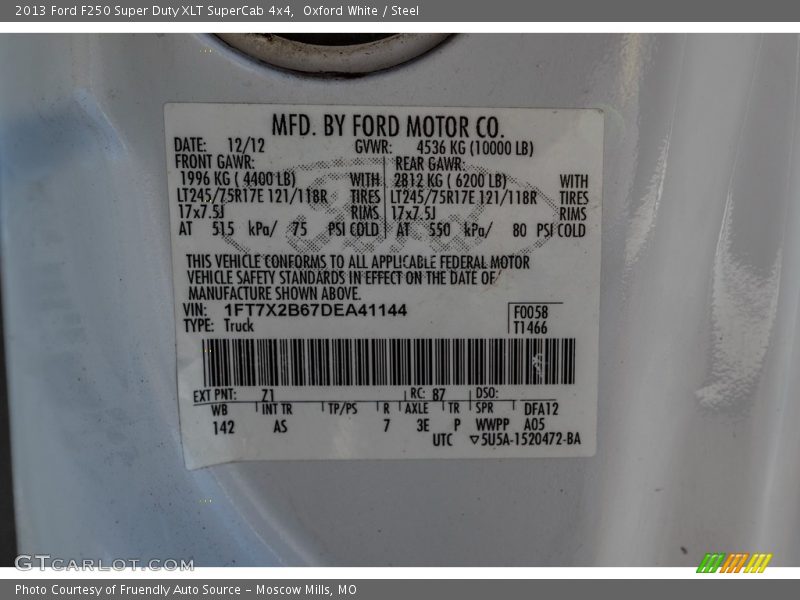 2013 Ford F250 Super Duty XLT SuperCab 4x4, Oxford White / Steel
MFD. BY FORD MOTOR CO.
DATE: 12/12 GVWR: 4536 KG (10000 LB)
FRONT GAWR: REAR GAWR:
1996 KG ( 4400 LB) WITH 2812 KG ( 6200 LB) WITH
LT245/75R17E 121/118R TIRES LT245/75R17E 121/118R TIRES
17x7.5J RIMS 17x7.5J RIMS
AT 515 kPa/ 75 PSI COLD AT 550 kPa/ 80 PSI COLD
THIS VEHICLE CONFORMS TO ALL APPLICABLE FEDERAL MOTOR
VEHICLE SAFETY STANDARDS IN EFFECT ON THE DATE OF
MANUFACTURE SHOWN ABOVE.
VIN: 1FT7X2B67DEA41144 F0058
TYPE: Truck T1466
EXT PNT: Z1 RC: 87 DSO:
WB INT TR TP/PS R AXLE TR SPR DFA12
142 AS 7 3E P WWPP A05
UTC ▽5U5A-1520472-BA
GTCARLOT.COM
Photo Courtesy of Fruendly Auto Source - Moscow Mills, MO